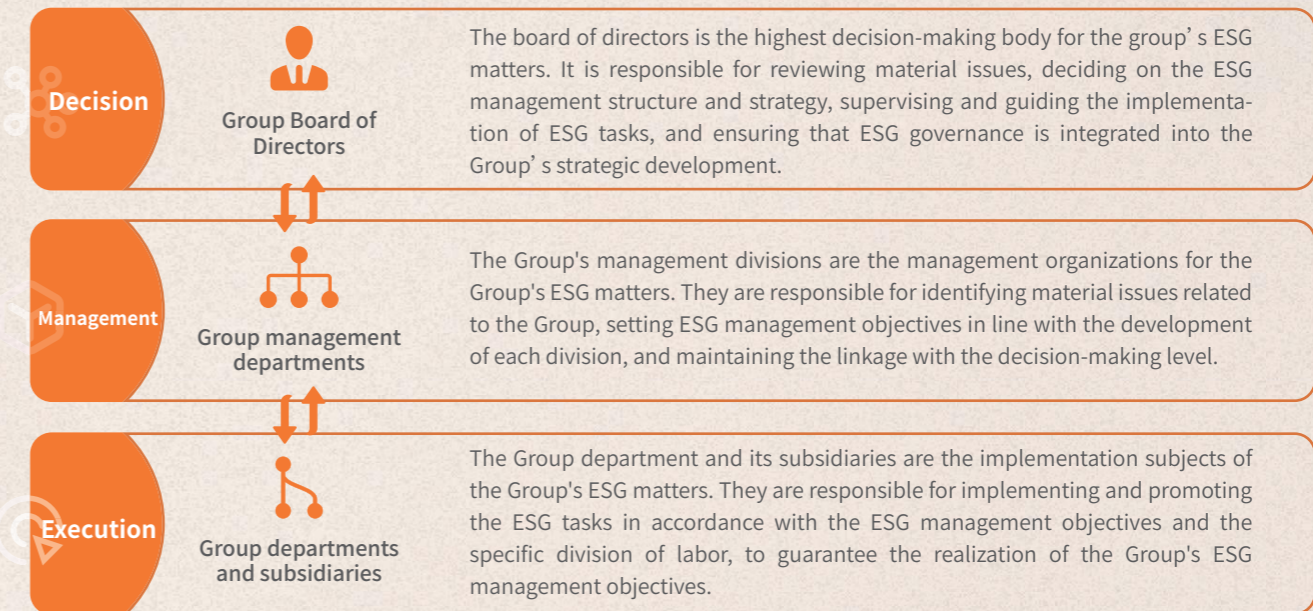 Decision
Group Board of
Directors
The board of directors is the highest decision-making body for the group’ s ESG
matters. It is responsible for reviewing material issues, deciding on the ESG
management structure and strategy, supervising and guiding the implementa-
tion of ESG tasks, and ensuring that ESG governance is integrated into the
Group’ s strategic development.
Management
Group management
departments
The Group's management divisions are the management organizations for the
Group's ESG matters. They are responsible for identifying material issues related
to the Group, setting ESG management objectives in line with the development
of each division, and maintaining the linkage with the decision-making level.
Execution
Group departments
and subsidiaries
The Group department and its subsidiaries are the implementation subjects of
the Group's ESG matters. They are responsible for implementing and promoting
the ESG tasks in accordance with the ESG management objectives and the
specific division of labor, to guarantee the realization of the Group's ESG
management objectives.